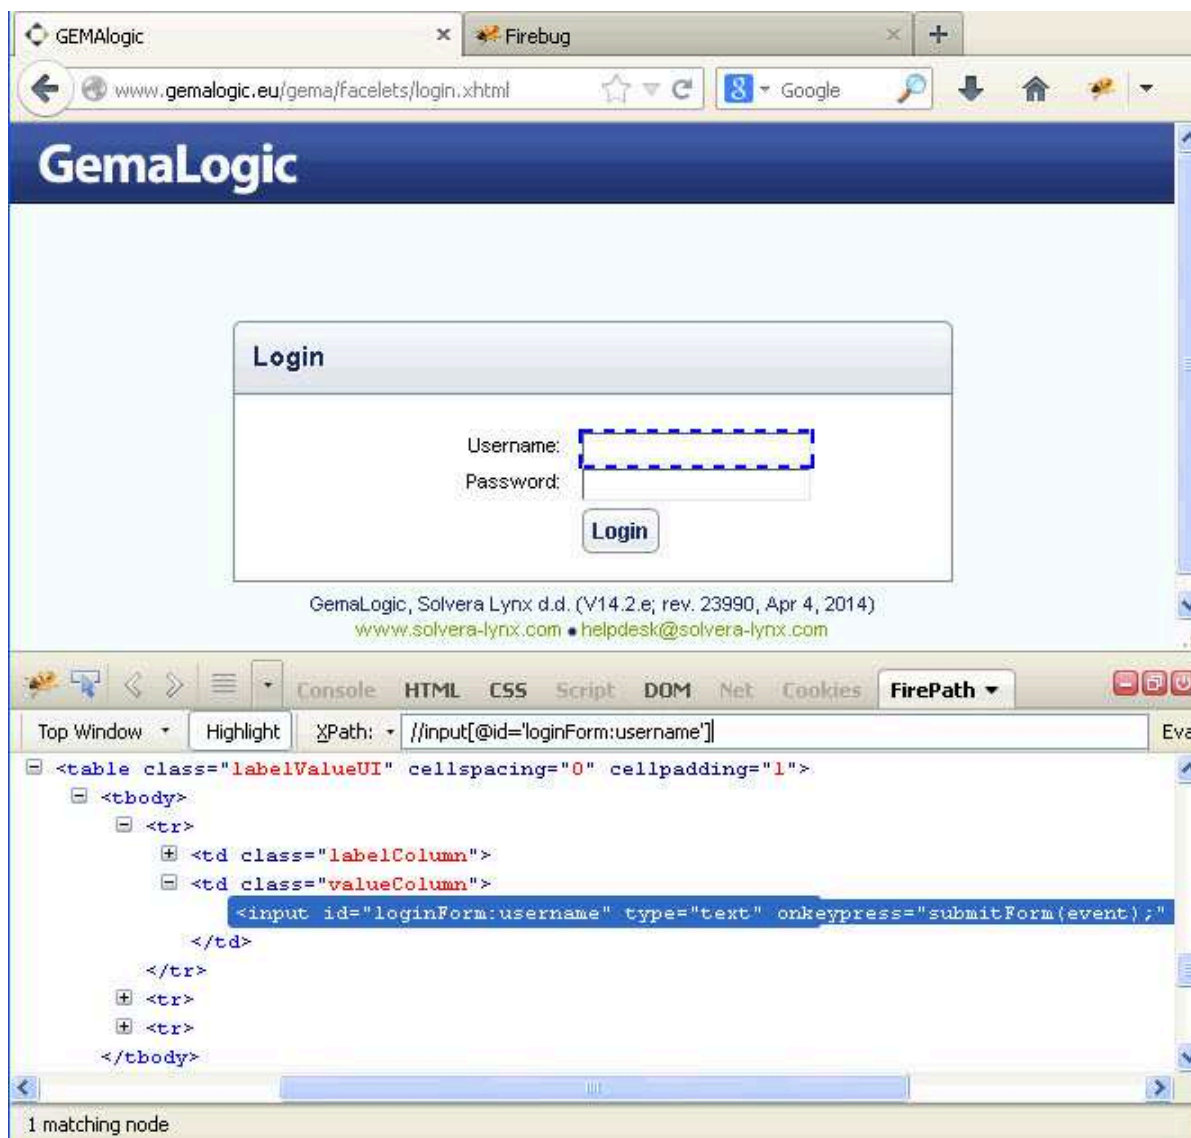 GEMAlogic
Firebug
www.gemalogic.eu/gema/facelets/login.xhtml
8 Google
GemaLogic
Login
Username:
Password:
Login
GemaLogic, Solvera Lynx d.d. (V14.2.e; rev. 23990, Apr 4, 2014)
www.solvera-lynx.com • helpdesk@solvera-lynx.com
Console HTML CSS Script DOM Net Cookies FirePath
Top Window Highlight XPath: //input[@id='loginForm:username'] Eva
<table class="labelValueUI" cellspacing="0" cellpadding="1">
<tbody>
<tr>
<td class="labelColumn">
<td class="valueColumn">
<input id="loginForm:username" type="text" onkeypress="submitForm(event);"
</td>
</tr>
<tr>
<tr>
</tbody>
1 matching node